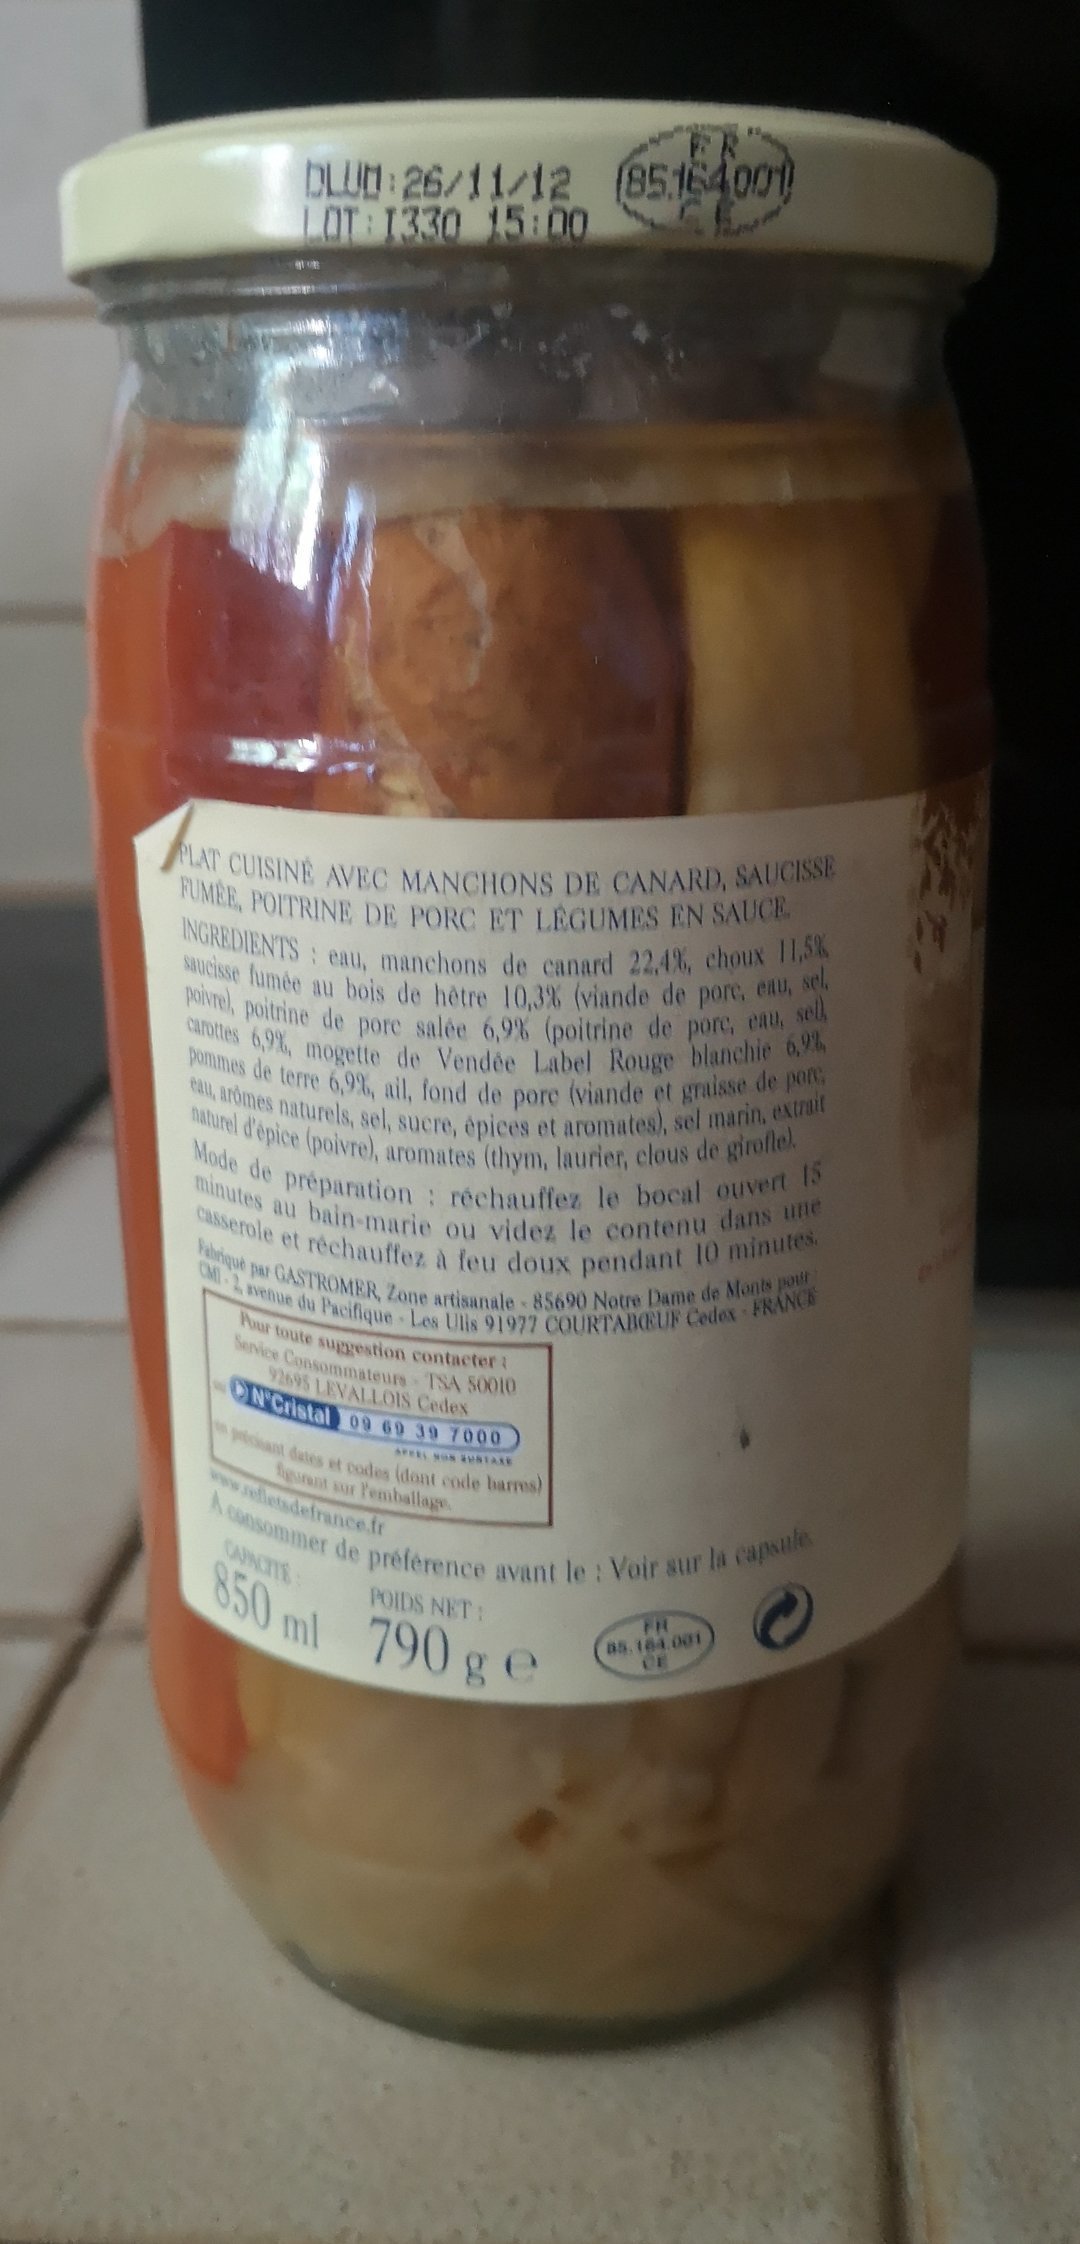 DLUO:26/11/12
LOT:I330 15:00
FR
85.164.001
CE
PLAT CUISINÉ AVEC MANCHONS DE CANARD, SAUCISSE
FUMÉE, POITRINE DE PORC ET LÉGUMES EN SAUCE.
INGREDIENTS : eau, manchons de canard 22,4%, choux 11,5%
saucisse fumée au bois de hêtre 10,3% (viande de porc, eau, sel,
poivre), poitrine de porc salée 6,9% (poitrine de porc, eau, sel),
carottes 6,9%, mogette de Vendée Label Rouge blanchie 6,9%,
pommes de terre 6,9%, ail, fond de porc (viande et graisse de porc,
eau, arômes naturels, sel, sucre, épices et aromates), sel marin, extrait
naturel d'épice (poivre), aromates (thym, laurier, clous de girofle).
Mode de préparation : réchauffez le bocal ouvert 15
minutes au bain-marie ou videz le contenu dans une
casserole et réchauffez à feu doux pendant 10 minutes.
Fabriqué par GASTROMER, Zone artisanale - 85690 Notre Dame de Monts pour
CMI - 2, avenue du Pacifique - Les Ulis 91977 COURTABŒUF Cedex - FRANCE
Pour toute suggestion contacter :
Service Consommateurs - TSA 50010
92695 LEVALLOIS Cedex
ou N°Cristal 09 69 39 7000
APPEL NON SURTAXE
en précisant dates et codes (dont code barres)
figurant sur l'emballage.
www.refletsdefrance.fr
A consommer de préférence avant le : Voir sur la capsule.
CAPACITÉ :
850 ml
POIDS NET :
790 g e
FR
85.164.001
CE